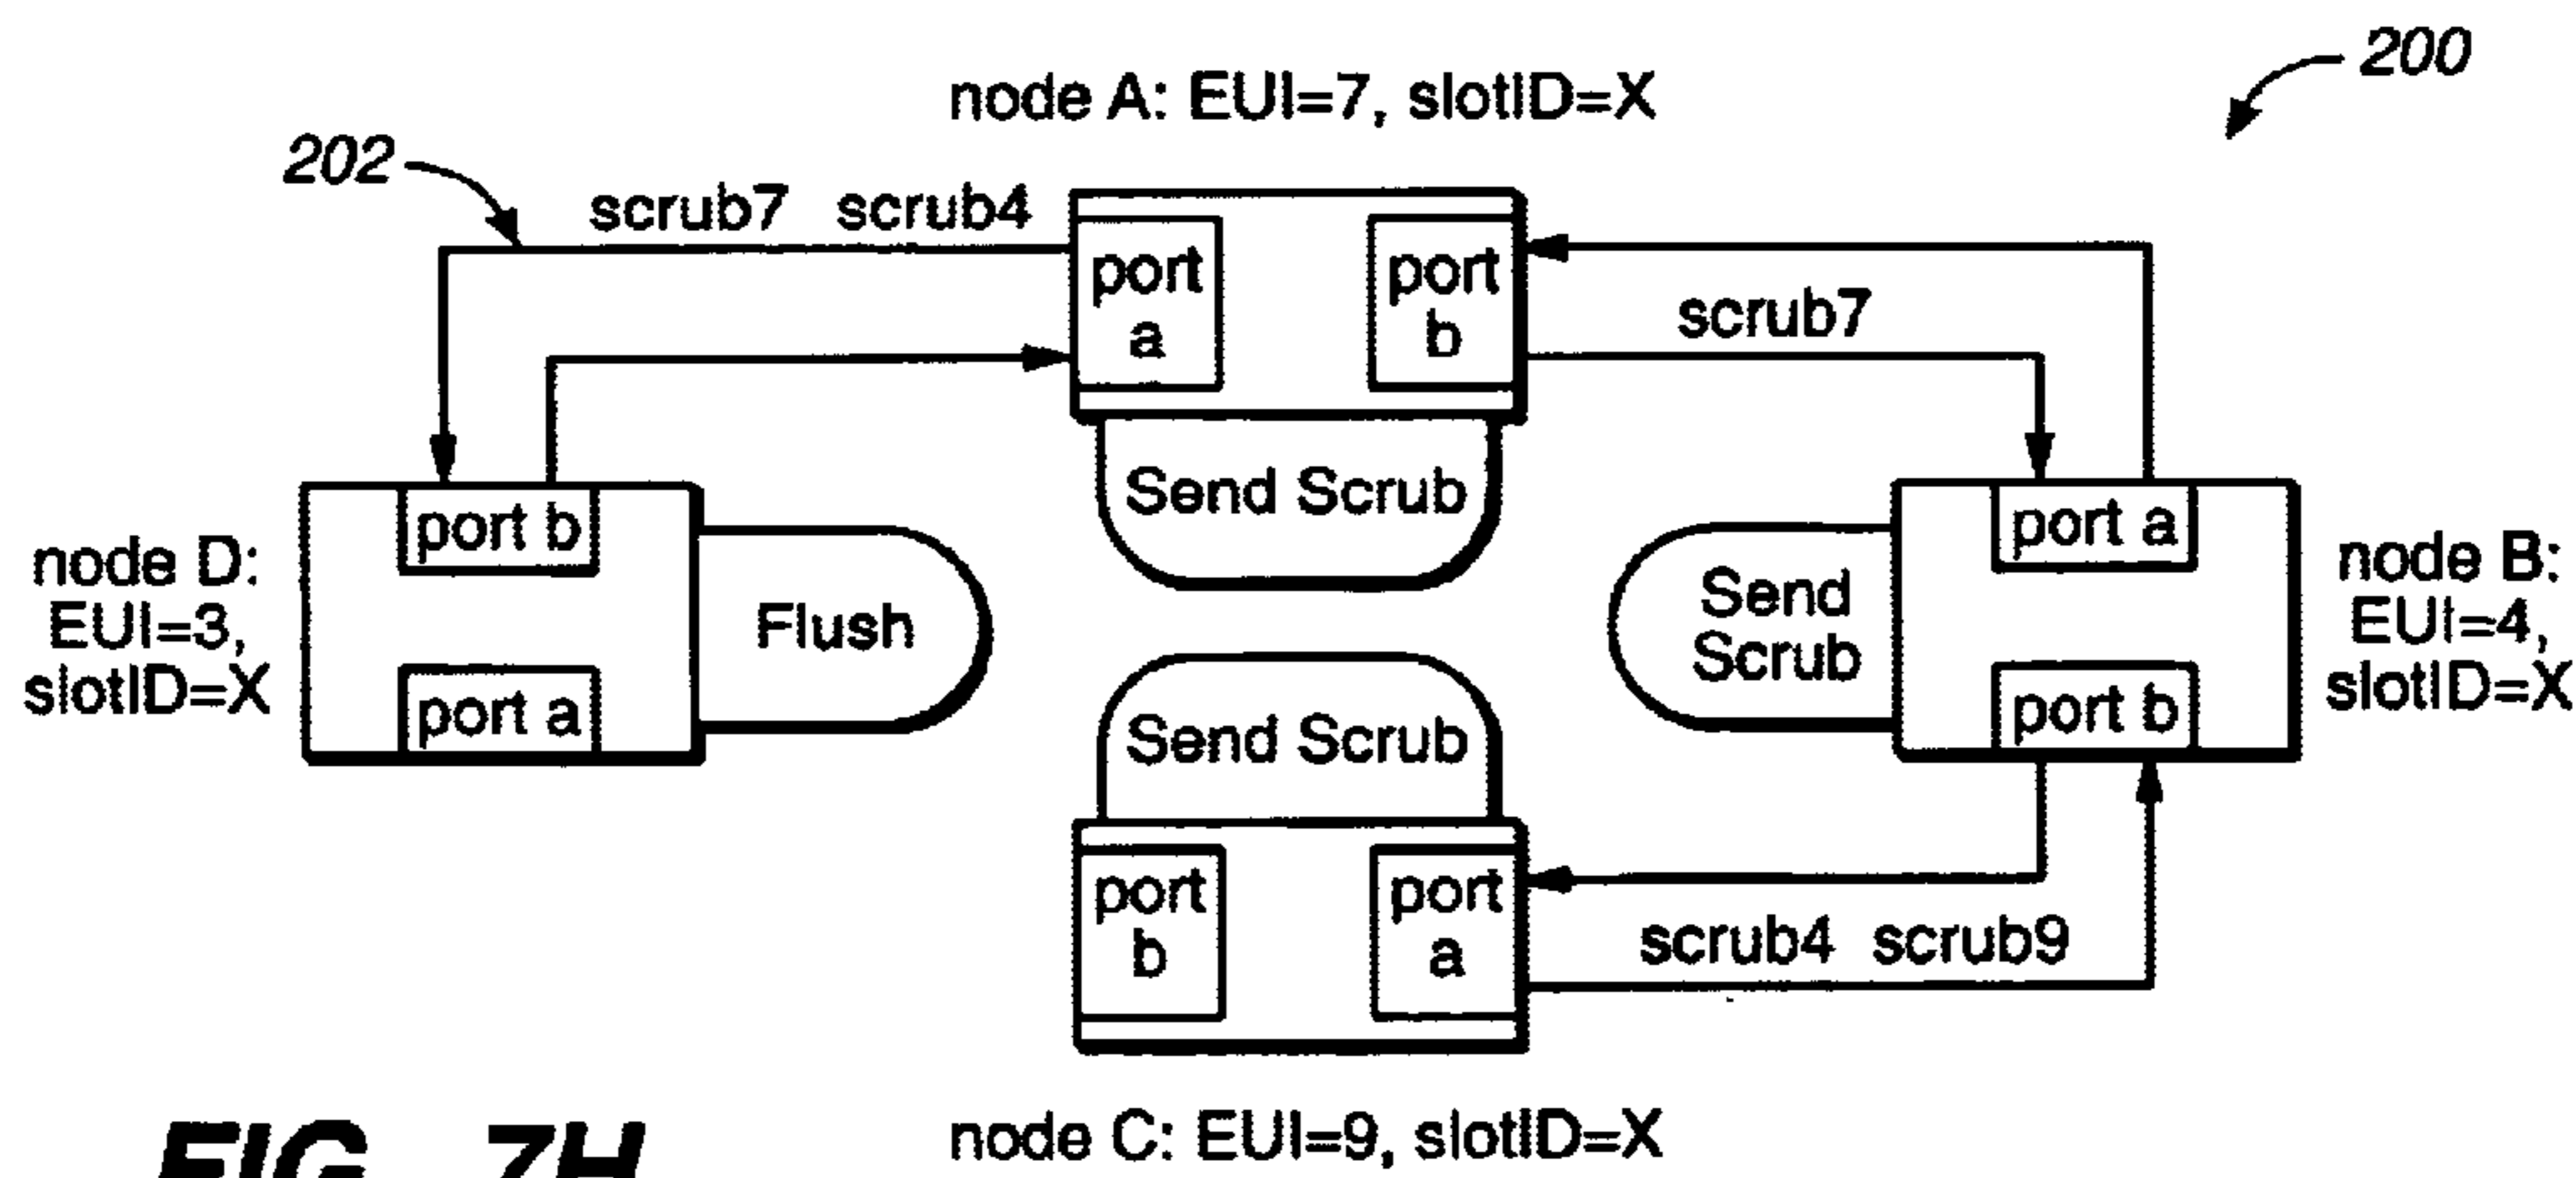 200
node A: EUI=7, slotID=X
202
scrub7 scrub4
port
a
port
b
scrub7
Send Scrub
port b
port a
node D:
EUI=3,
slotID=X
Flush
Send
Scrub
port a
port b
node B:
EUI=4,
slotID=X
Send Scrub
port
b
port
a
scrub4 scrub9
node C: EUI=9, slotID=X
FIG. 7H